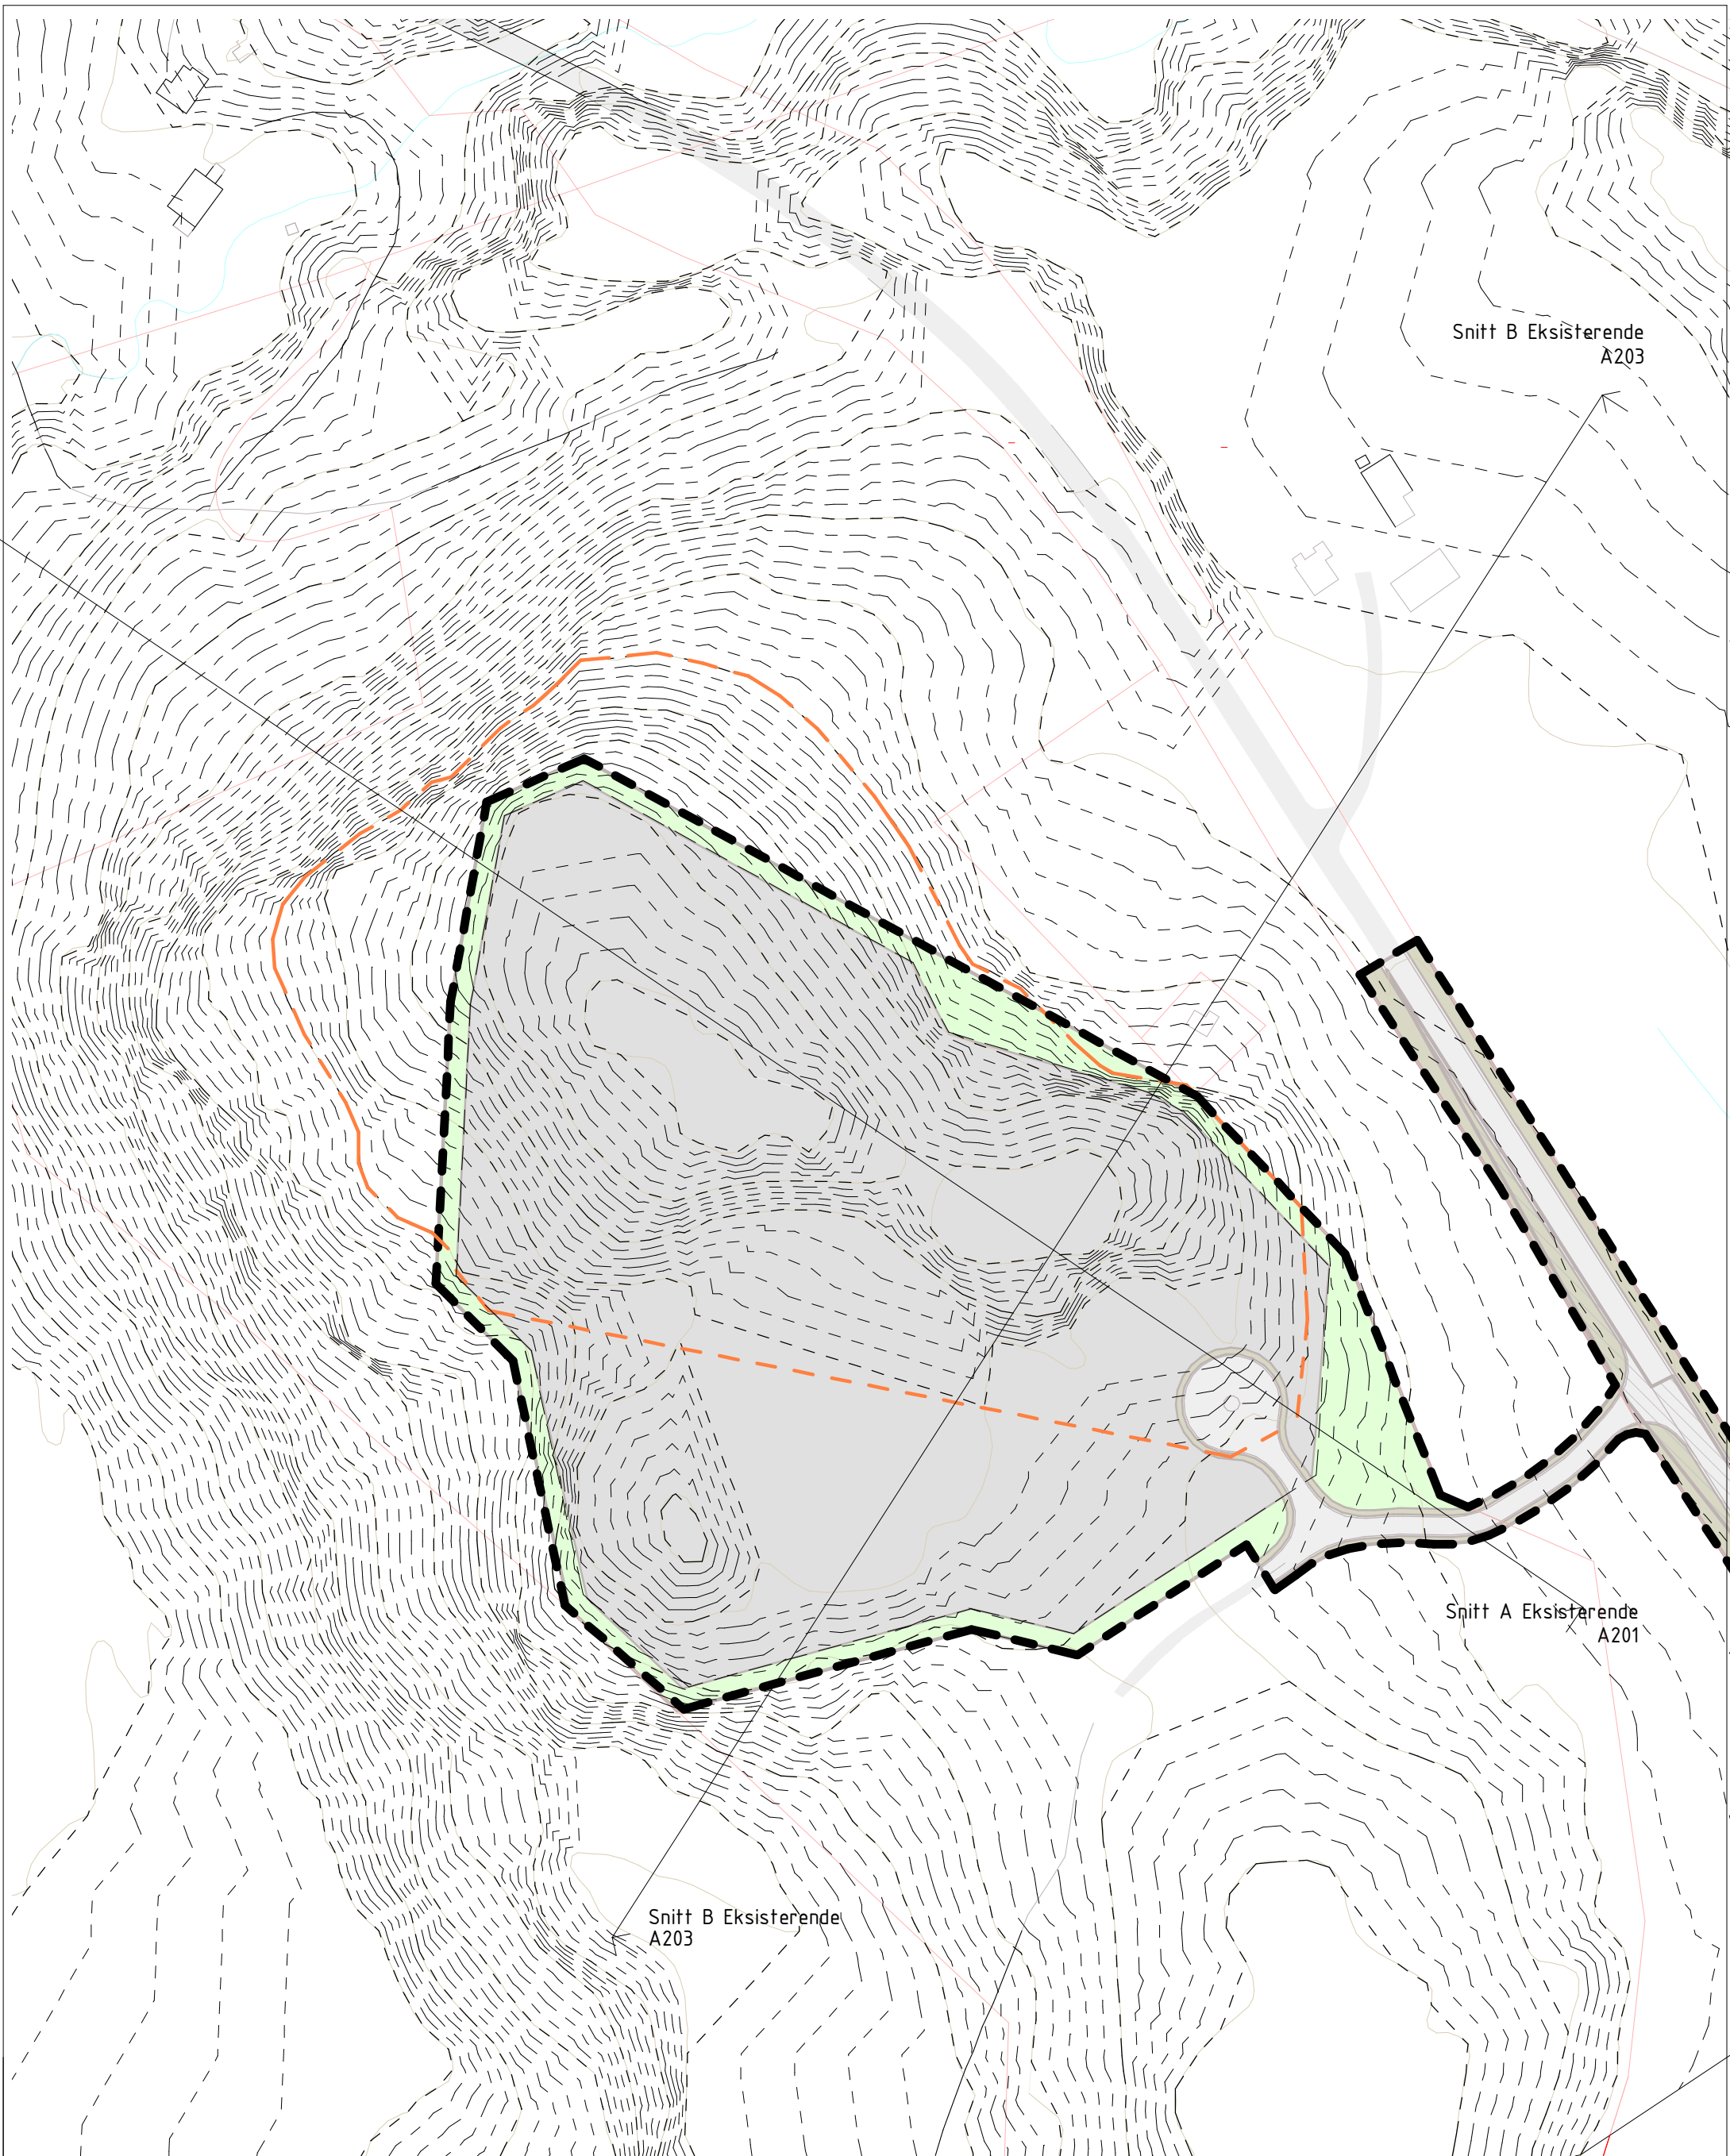 Snitt B Eksisterende
A203
Snitt A Eksisterende
A201
Snitt B Eksisterende
A203